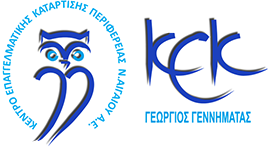 ΚΕΝΤΡΟ ΕΠΑΓΓΕΛΜΑΤΙΚΗΣ ΚΑΤΑΡΤΙΣΗΣ ΠΕΡΙΦΕΡΕΙΑΣ Ν.ΑΙΓΑΙΟΥ Α.Ε.
κεκ
ΓΕΩΡΓΙΟΣ ΓΕΝΝΗΜΑΤΑΣ